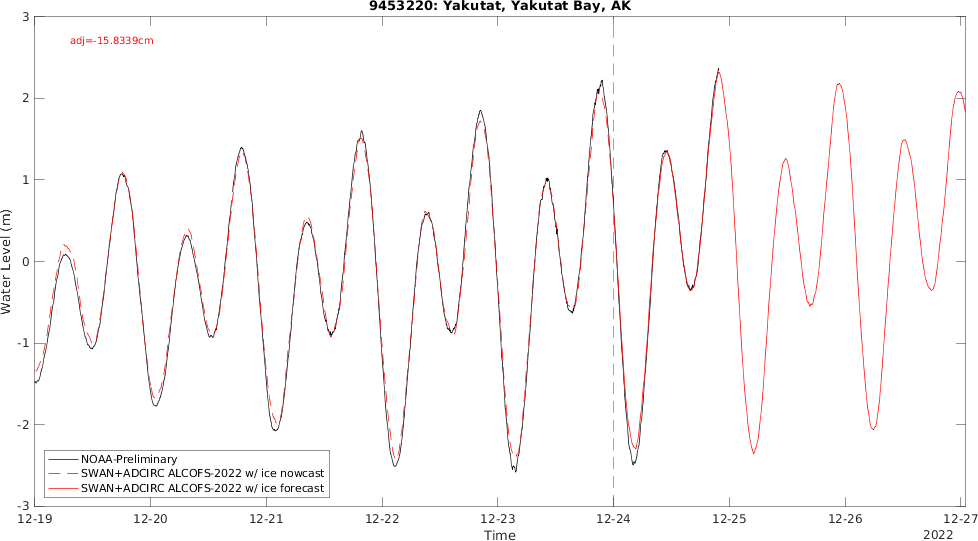 9453220: Yakutat, Yakutat Bay, AK
adj=-15.8339cm
3
2
1
0
-1
-2
-3
Water Level (m)
NOAA-Preliminary
SWAN+ADCIRC ALCOFS-2022 w/ ice nowcast
SWAN+ADCIRC ALCOFS-2022 w/ ice forecast
12-19 12-20 12-21 12-22 12-23 12-24 12-25 12-26 12-27
Time
2022